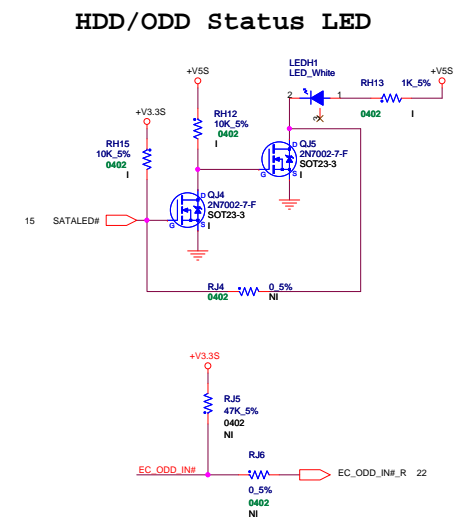 HDD/ODD Status LED
+V5S
LEDH1
LED_White
RH13 1K_5%
+V5S
2
1
3
0402 I
+V3.3S
RH12
10K_5%
0402
I
RH15
10K_5%
0402
I
QJ5
2N7002-7-F
SOT23-3
I
D
G
S
QJ4
2N7002-7-F
SOT23-3
I
D
G
S
15 SATALED#
RJ4 0_5%
0402 NI
+V3.3S
RJ5
47K_5%
0402
NI
RJ6
EC_ODD_IN#
EC_ODD_IN#_R 22
0_5%
0402
NI